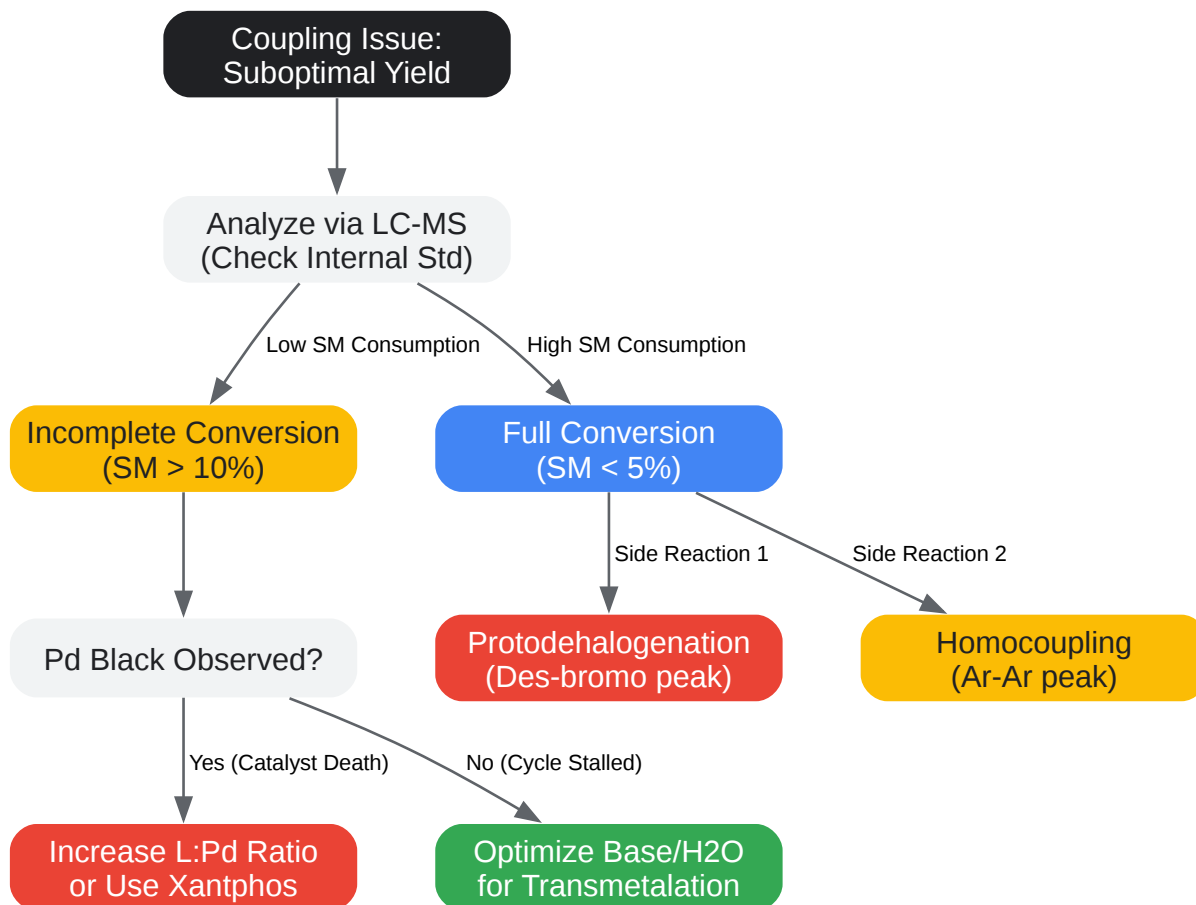 Coupling Issue:
Suboptimal Yield
Analyze via LC-MS
(Check Internal Std)
Low SM Consumption
High SM Consumption
Incomplete Conversion
(SM > 10%)
Full Conversion
(SM < 5%)
Side Reaction 1
Side Reaction 2
Pd Black Observed?
Protodehalogenation
(Des-bromo peak)
Homocoupling
(Ar-Ar peak)
Yes (Catalyst Death)
No (Cycle Stalled)
Increase L:Pd Ratio
or Use Xantphos
Optimize Base/H2O
for Transmetalation